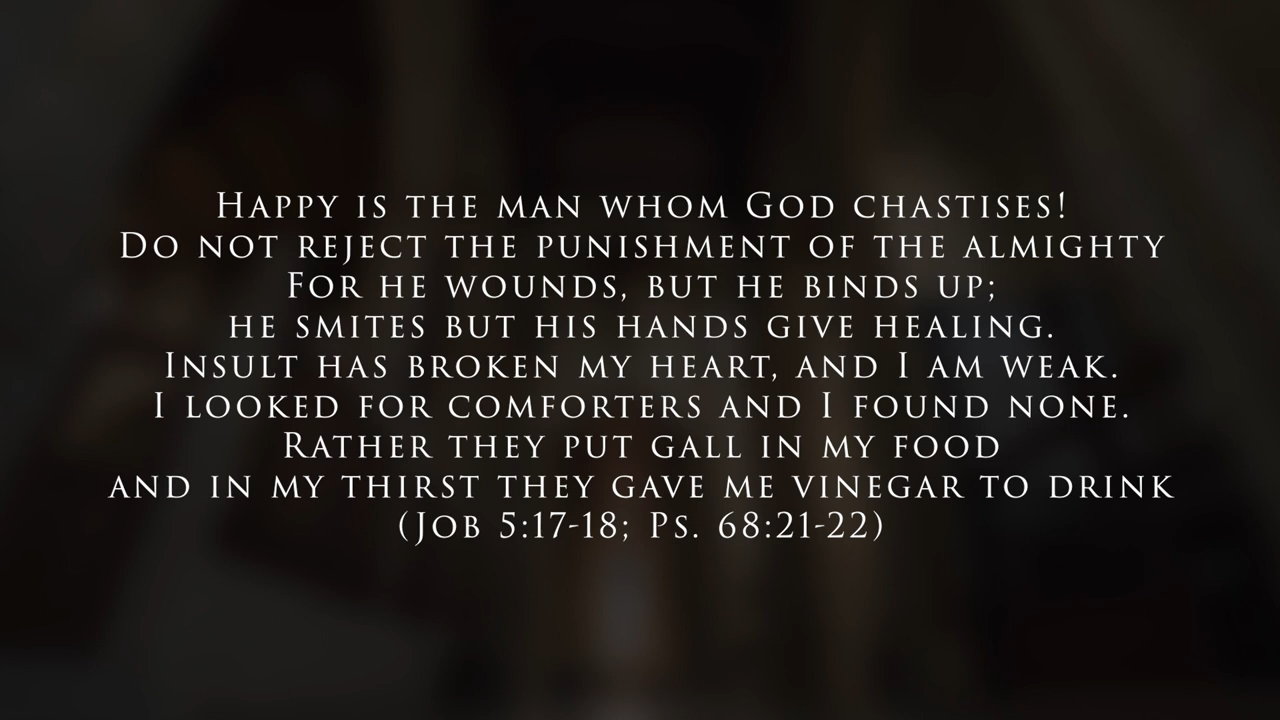 Happy is the man whom God chastises!
Do not reject the punishment of the almighty
For he wounds, but he binds up;
he smites but his hands give healing.
Insult has broken my heart, and I am weak.
I looked for comforters and I found none.
Rather they put gall in my food
and in my thirst they gave me vinegar to drink
(Job 5:17-18; Ps. 68:21-22)